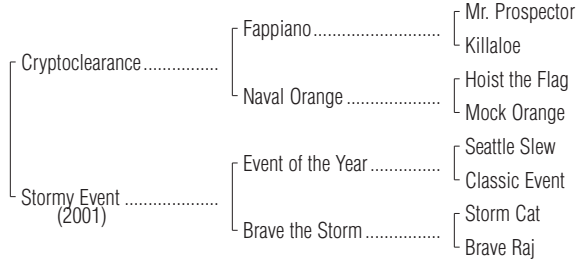 Mr. Prospector
Fappiano..........................
Killaloe
Cryptoclearance................
Hoist the Flag
Naval Orange...................
Mock Orange
Seattle Slew
Event of the Year..............
Classic Event
Stormy Event ...................
(2001)
Storm Cat
Brave the Storm...............
Brave Raj